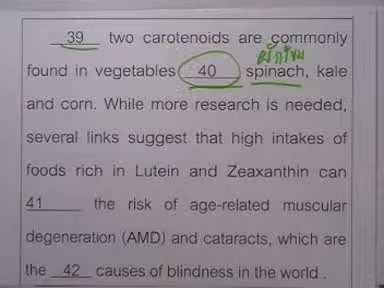 39 two carotenoids are commonly
ผักโขม
found in vegetables 40 spinach, kale
and corn. While more research is needed,
several links suggest that high intakes of
foods rich in Lutein and Zeaxanthin can
41 the risk of age-related muscular
degeneration (AMD) and cataracts, which are
the 42 causes of blindness in the world .